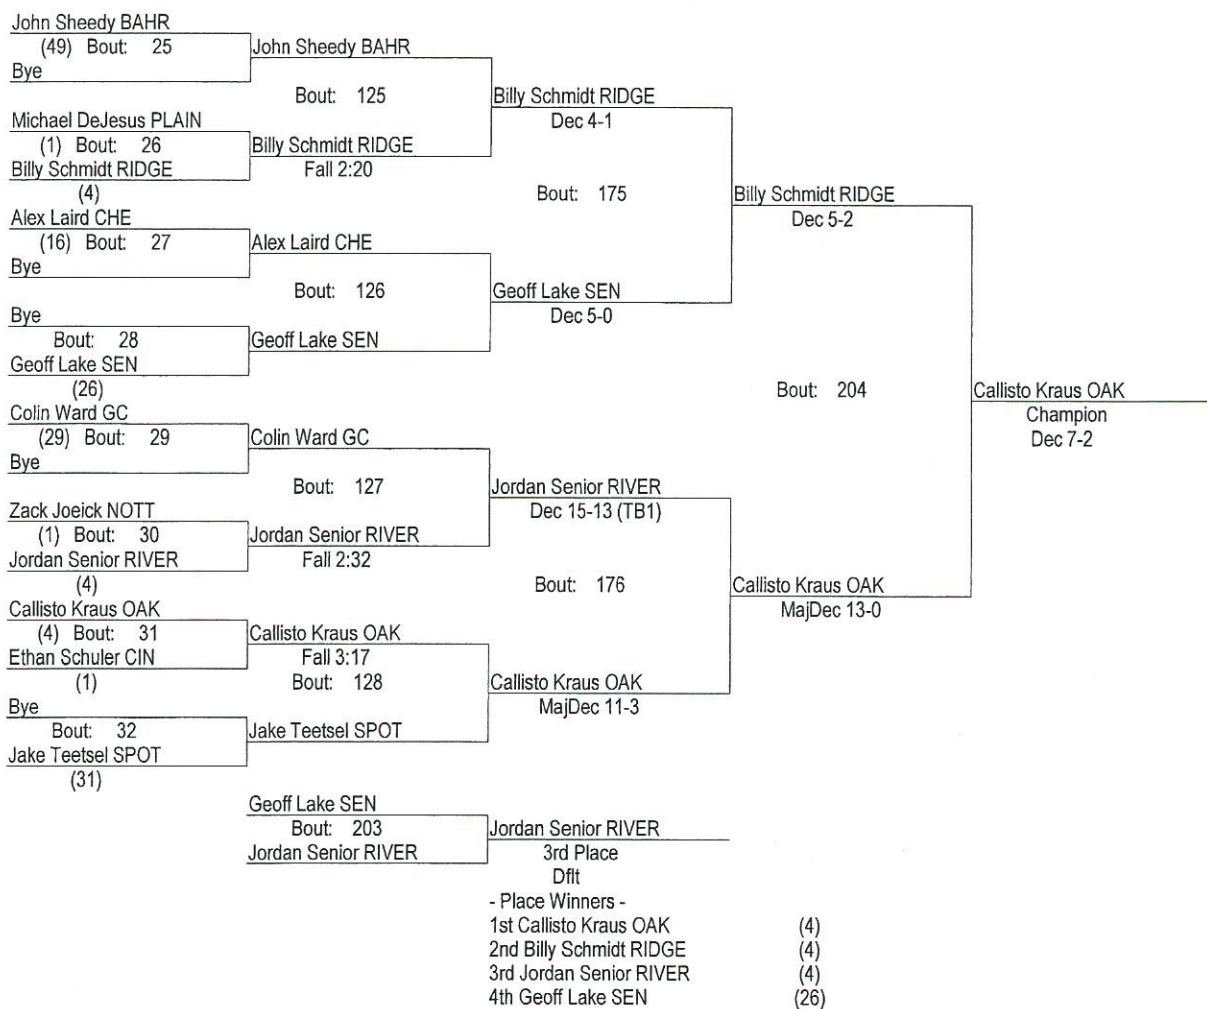 John Sheedy BAHR
(49) Bout: 25
Bye
John Sheedy BAHR
Bout: 125
Michael DeJesus PLAIN
(1) Bout: 26
Billy Schmidt RIDGE
(4)
Billy Schmidt RIDGE
Fall 2:20
Billy Schmidt RIDGE
Dec 4-1
Bout: 175
Alex Laird CHE
(16) Bout: 27
Bye
Alex Laird CHE
Bout: 126
Bye
Bout: 28
Geoff Lake SEN
(26)
Geoff Lake SEN
Geoff Lake SEN
Dec 5-0
Billy Schmidt RIDGE
Dec 5-2
Bout: 204
Colin Ward GC
(29) Bout: 29
Bye
Colin Ward GC
Bout: 127
Zack Joeick NOTT
(1) Bout: 30
Jordan Senior RIVER
(4)
Jordan Senior RIVER
Fall 2:32
Jordan Senior RIVER
Dec 15-13 (TB1)
Bout: 176
Callisto Kraus OAK
(4) Bout: 31
Ethan Schuler CIN
(1)
Callisto Kraus OAK
Fall 3:17
Bout: 128
Bye
Bout: 32
Jake Teetsel SPOT
(31)
Jake Teetsel SPOT
Callisto Kraus OAK
MajDec 11-3
Callisto Kraus OAK
MajDec 13-0
Callisto Kraus OAK
Champion
Dec 7-2
Geoff Lake SEN
Bout: 203
Jordan Senior RIVER
Jordan Senior RIVER
3rd Place
Dflt
- Place Winners -
1st Callisto Kraus OAK (4)
2nd Billy Schmidt RIDGE (4)
3rd Jordan Senior RIVER (4)
4th Geoff Lake SEN (26)